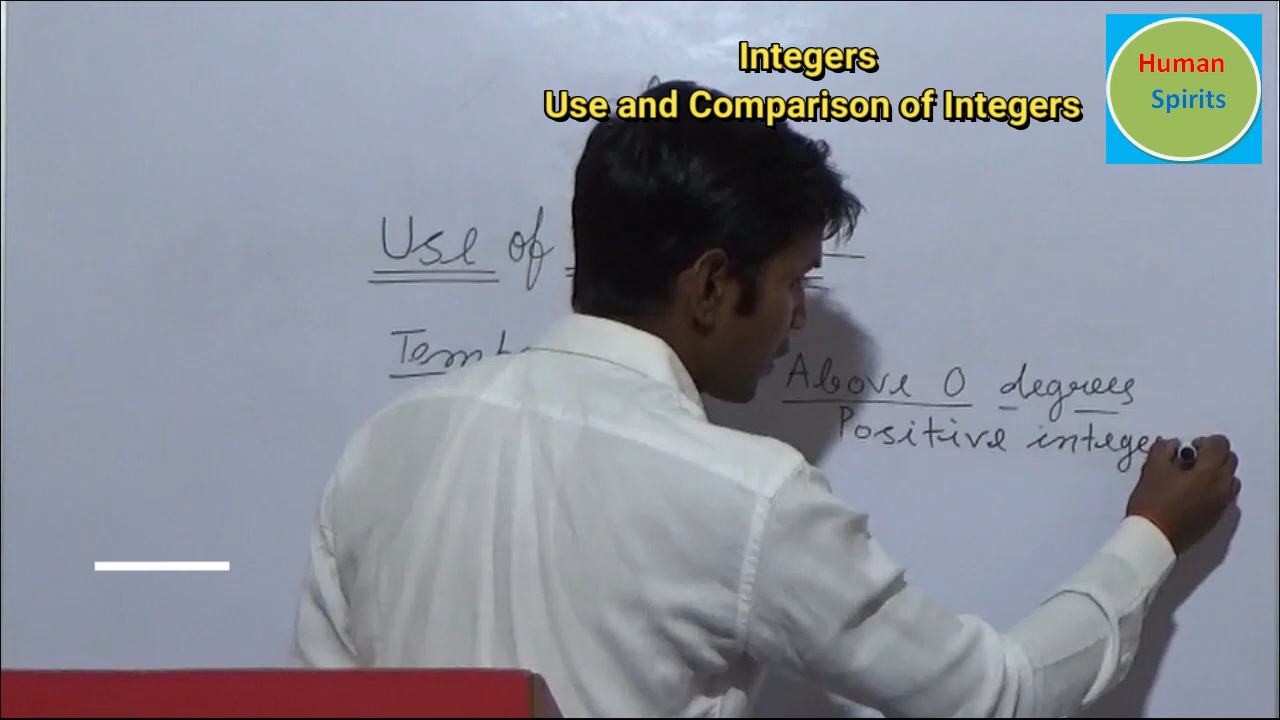 Integers
Use and Comparison of Integers
Human
Spirits
Use of
Above 0 degrees
Positive integer